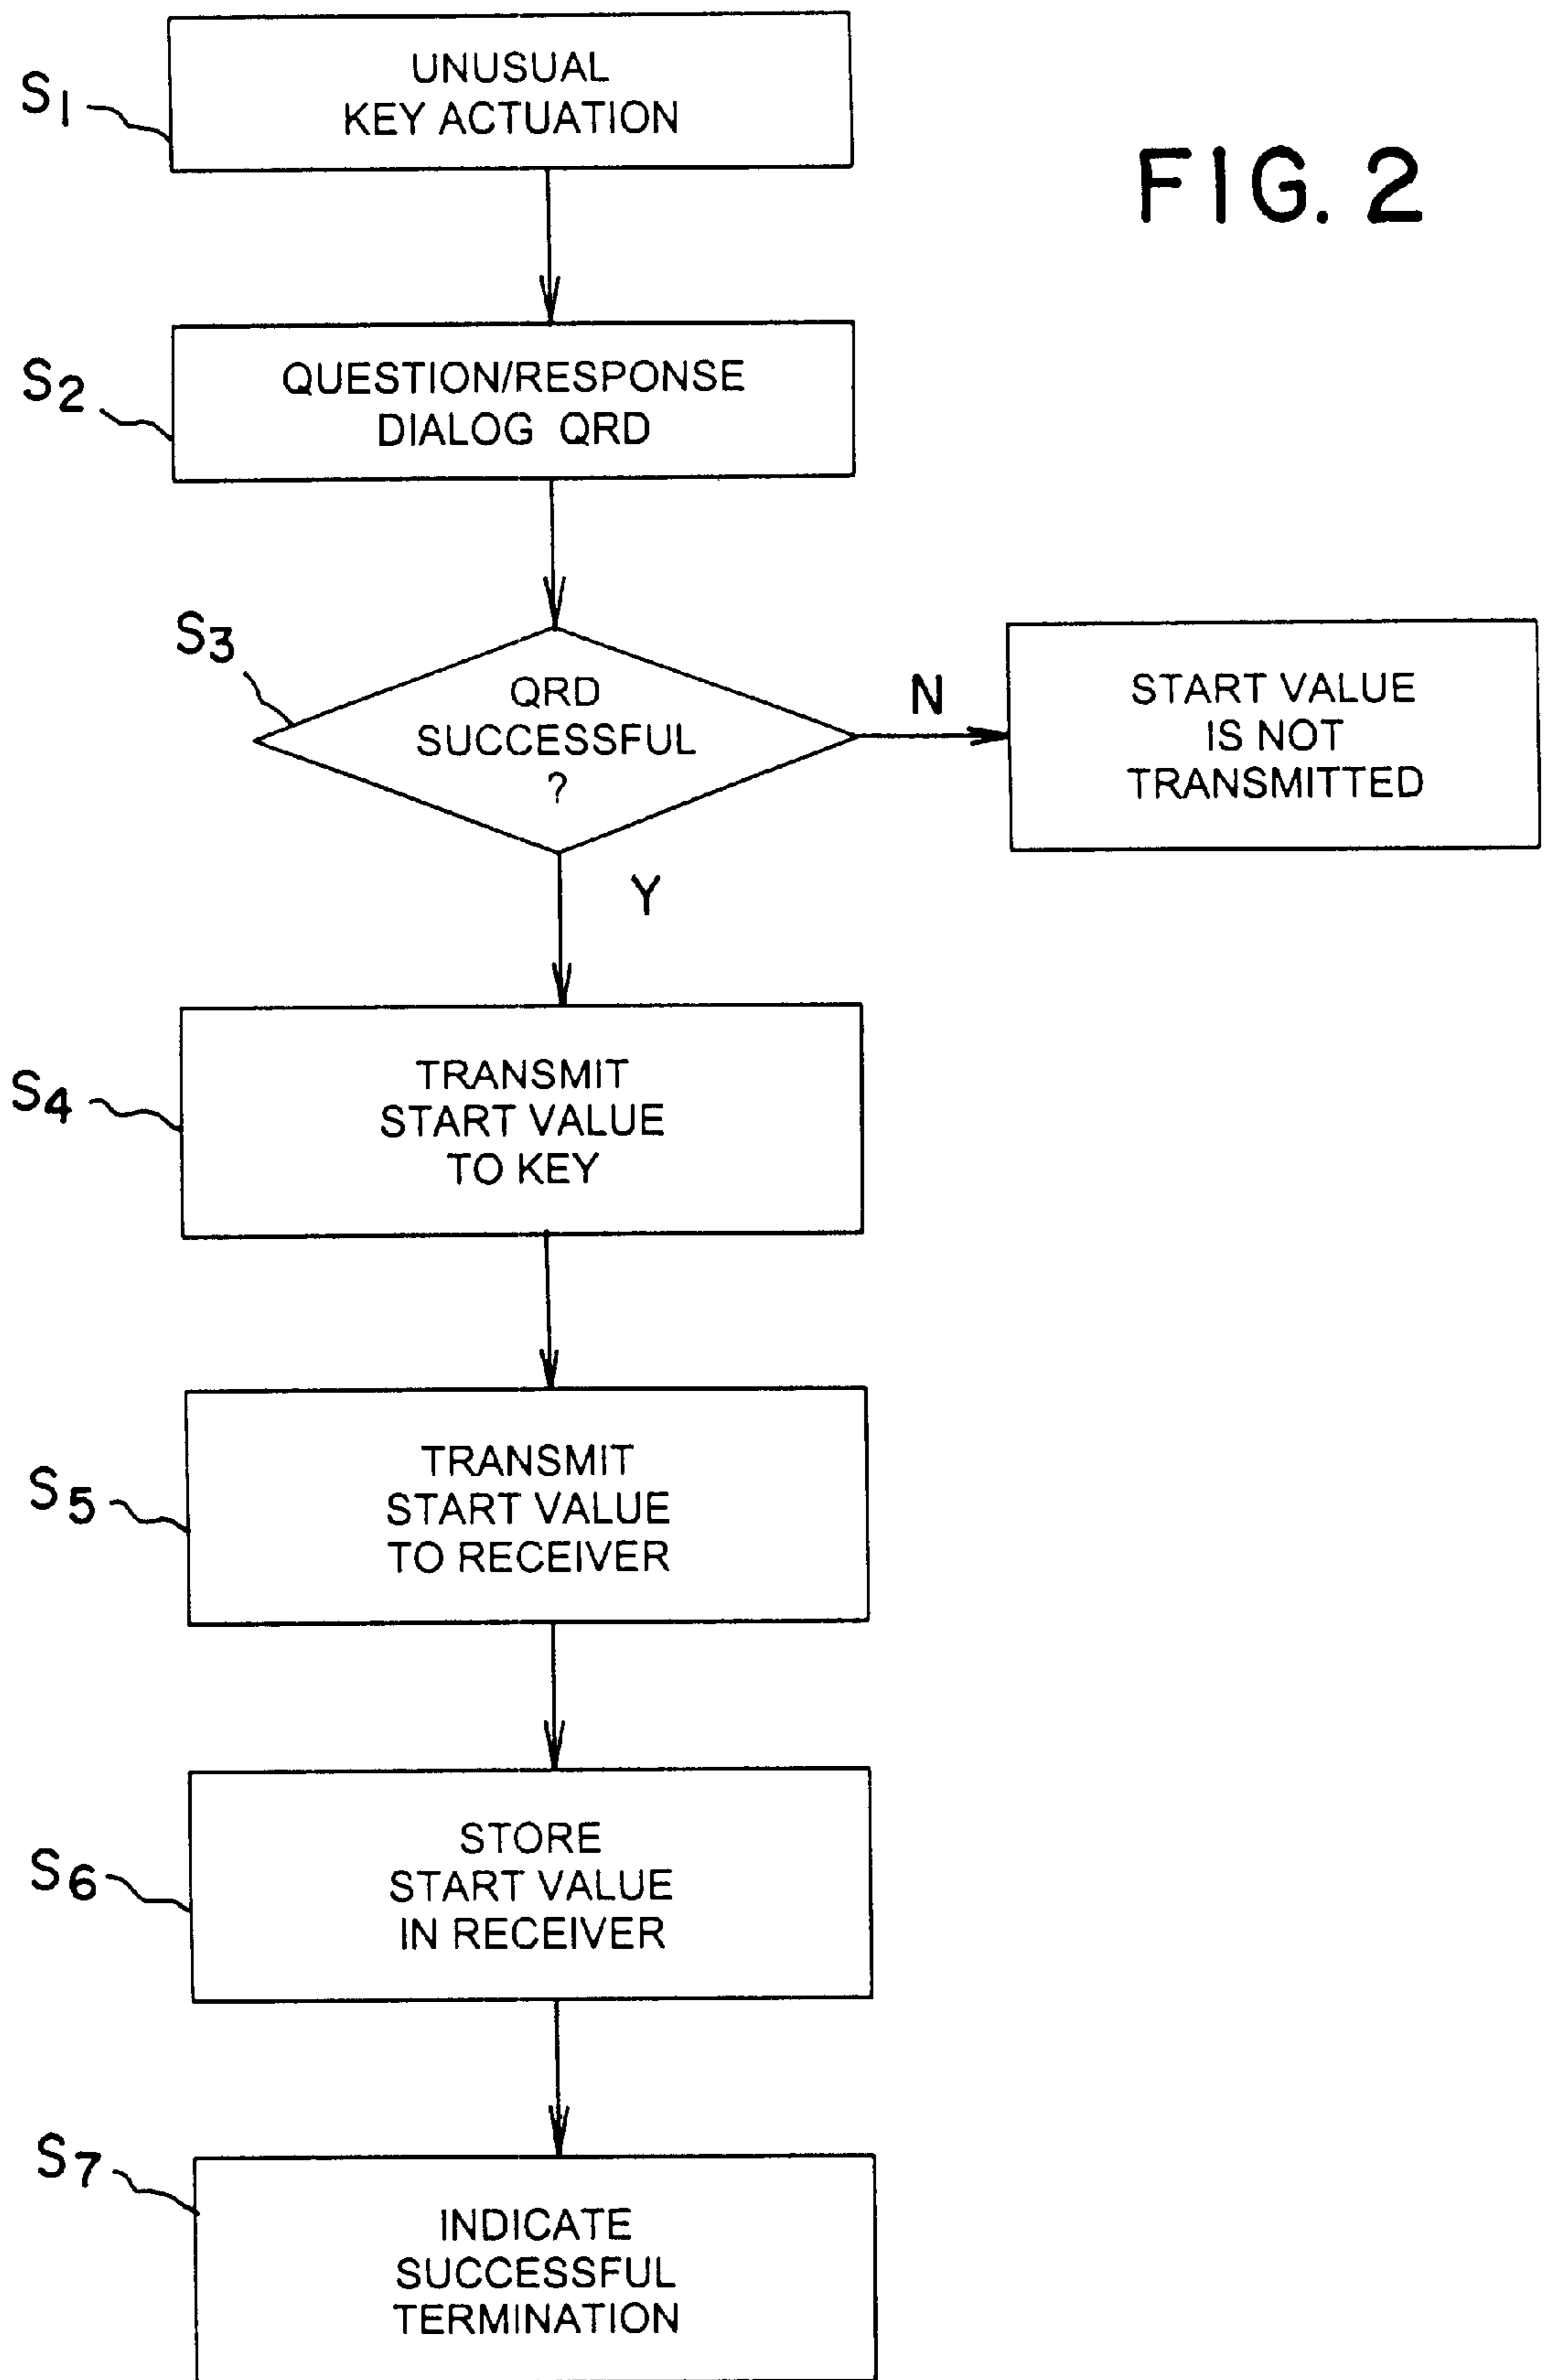 S1
UNUSUAL
KEY ACTUATION
FIG. 2
S2
QUESTION/RESPONSE
DIALOG QRD
S3
QRD
SUCCESSFUL
?
N
START VALUE
IS NOT
TRANSMITTED
Y
S4
TRANSMIT
START VALUE
TO KEY
S5
TRANSMIT
START VALUE
TO RECEIVER
S6
STORE
START VALUE
IN RECEIVER
S7
INDICATE
SUCCESSFUL
TERMINATION